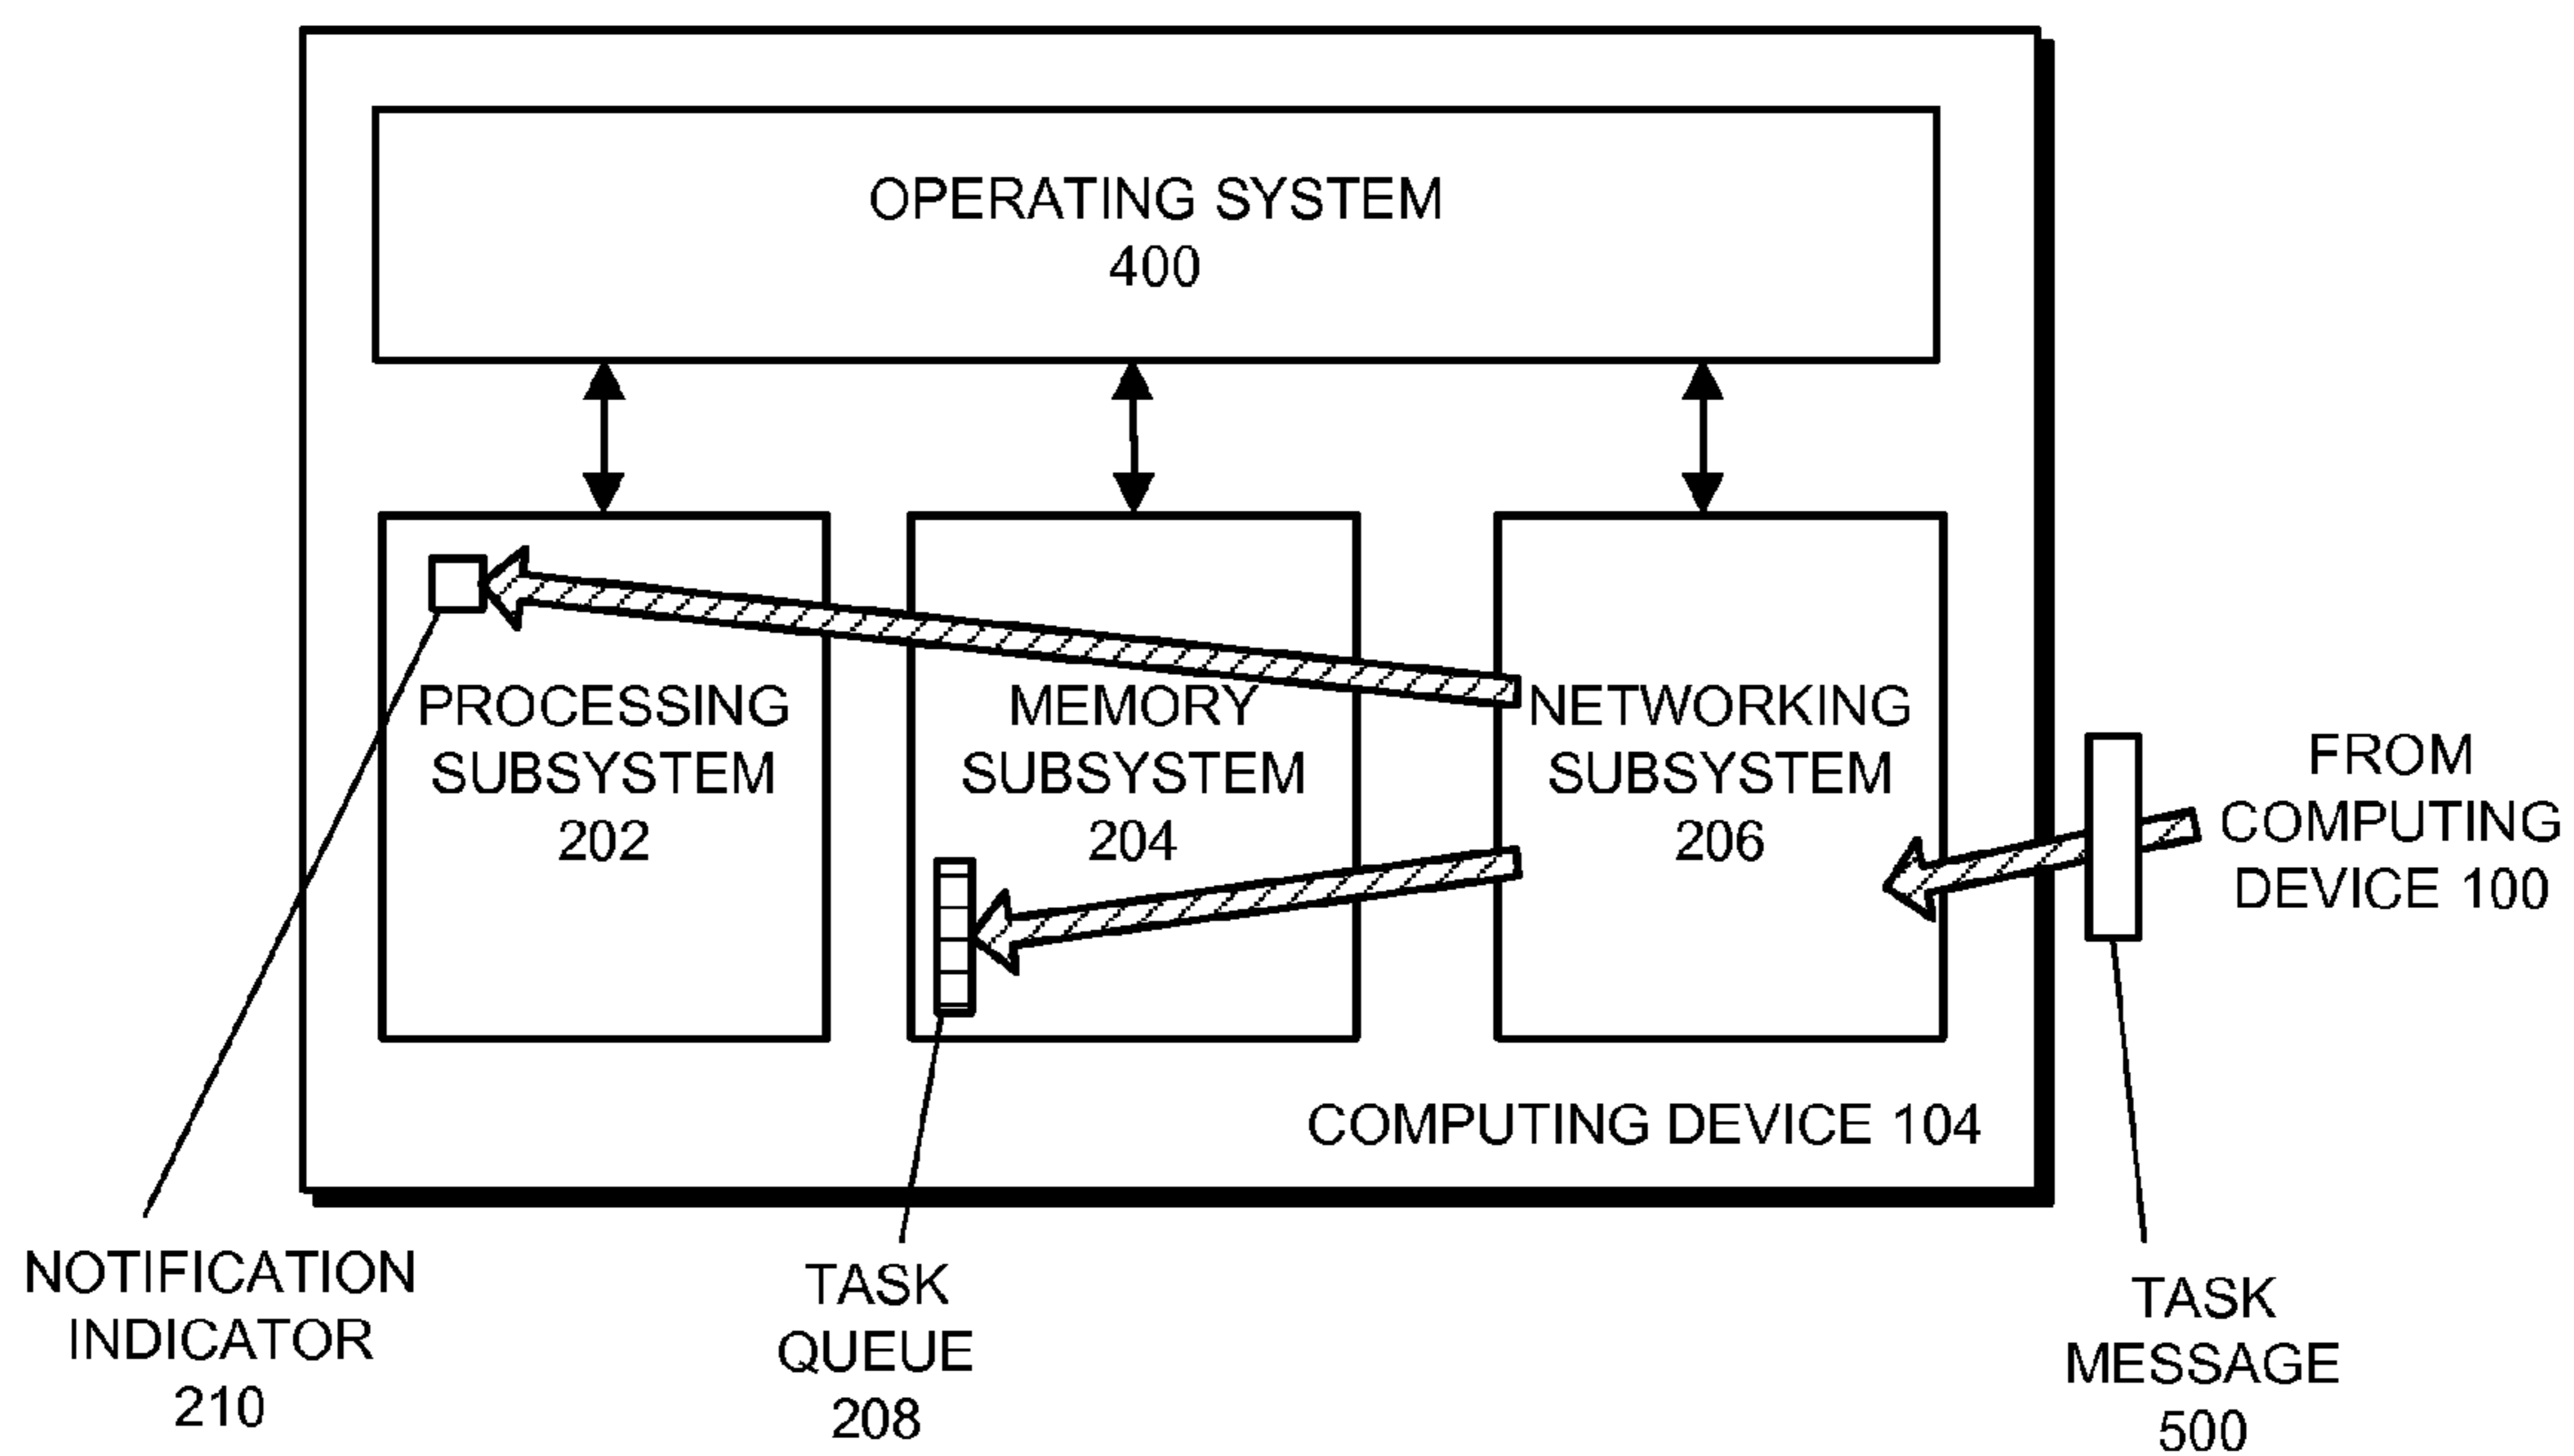 OPERATING SYSTEM
400
PROCESSING
SUBSYSTEM
202
MEMORY
SUBSYSTEM
204
NETWORKING
SUBSYSTEM
206
FROM
COMPUTING
DEVICE 100
COMPUTING DEVICE 104
NOTIFICATION
INDICATOR
210
TASK
QUEUE
208
TASK
MESSAGE
500